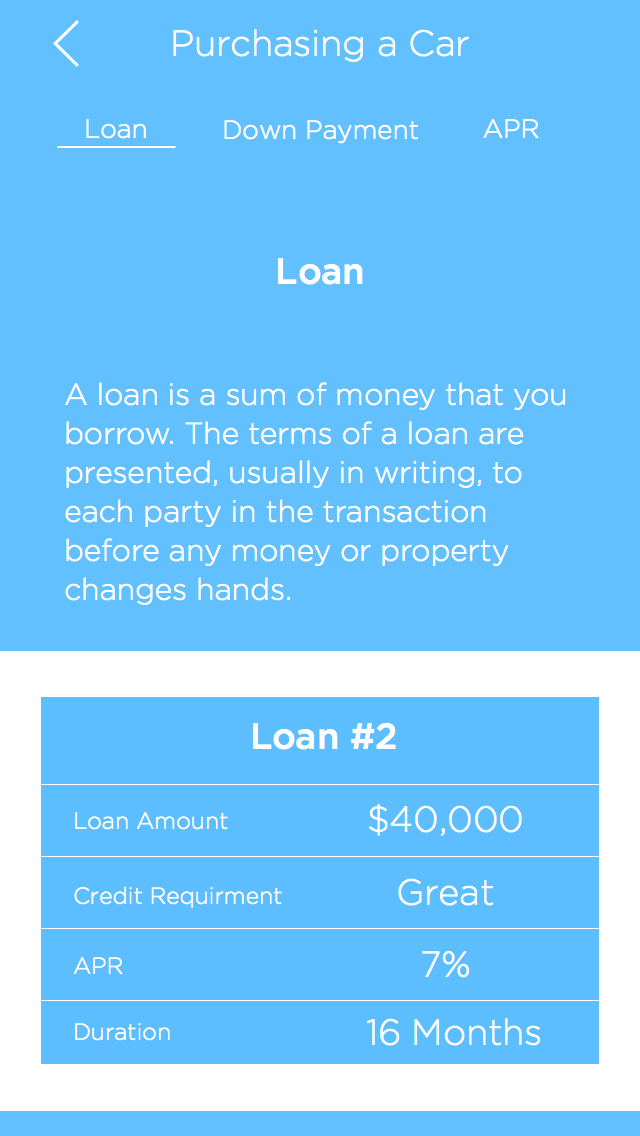 Purchasing a Car
Loan Down Payment APR
Loan
A loan is a sum of money that you
borrow. The terms of a loan are
presented, usually in writing, to
each party in the transaction
before any money or property
changes hands.
Loan #2
Loan Amount $40,000
Credit Requirment Great
APR 7%
Duration 16 Months